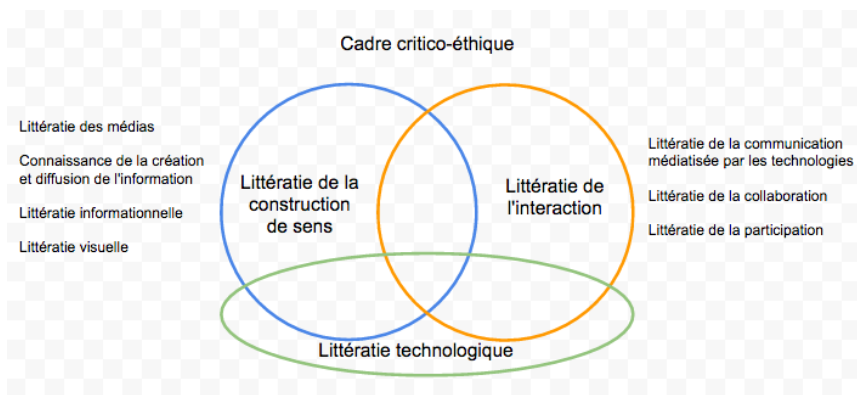 Cadre critico-éthique
Littératie des médias
Connaissance de la création
et diffusion de l'information
Littératie informationnelle
Littératie visuelle
Littératie de la
construction
de sens
Littératie de
l'interaction
Littératie de la communication
médiatisée par les technologies
Littératie de la collaboration
Littératie de la participation
Littératie technologique